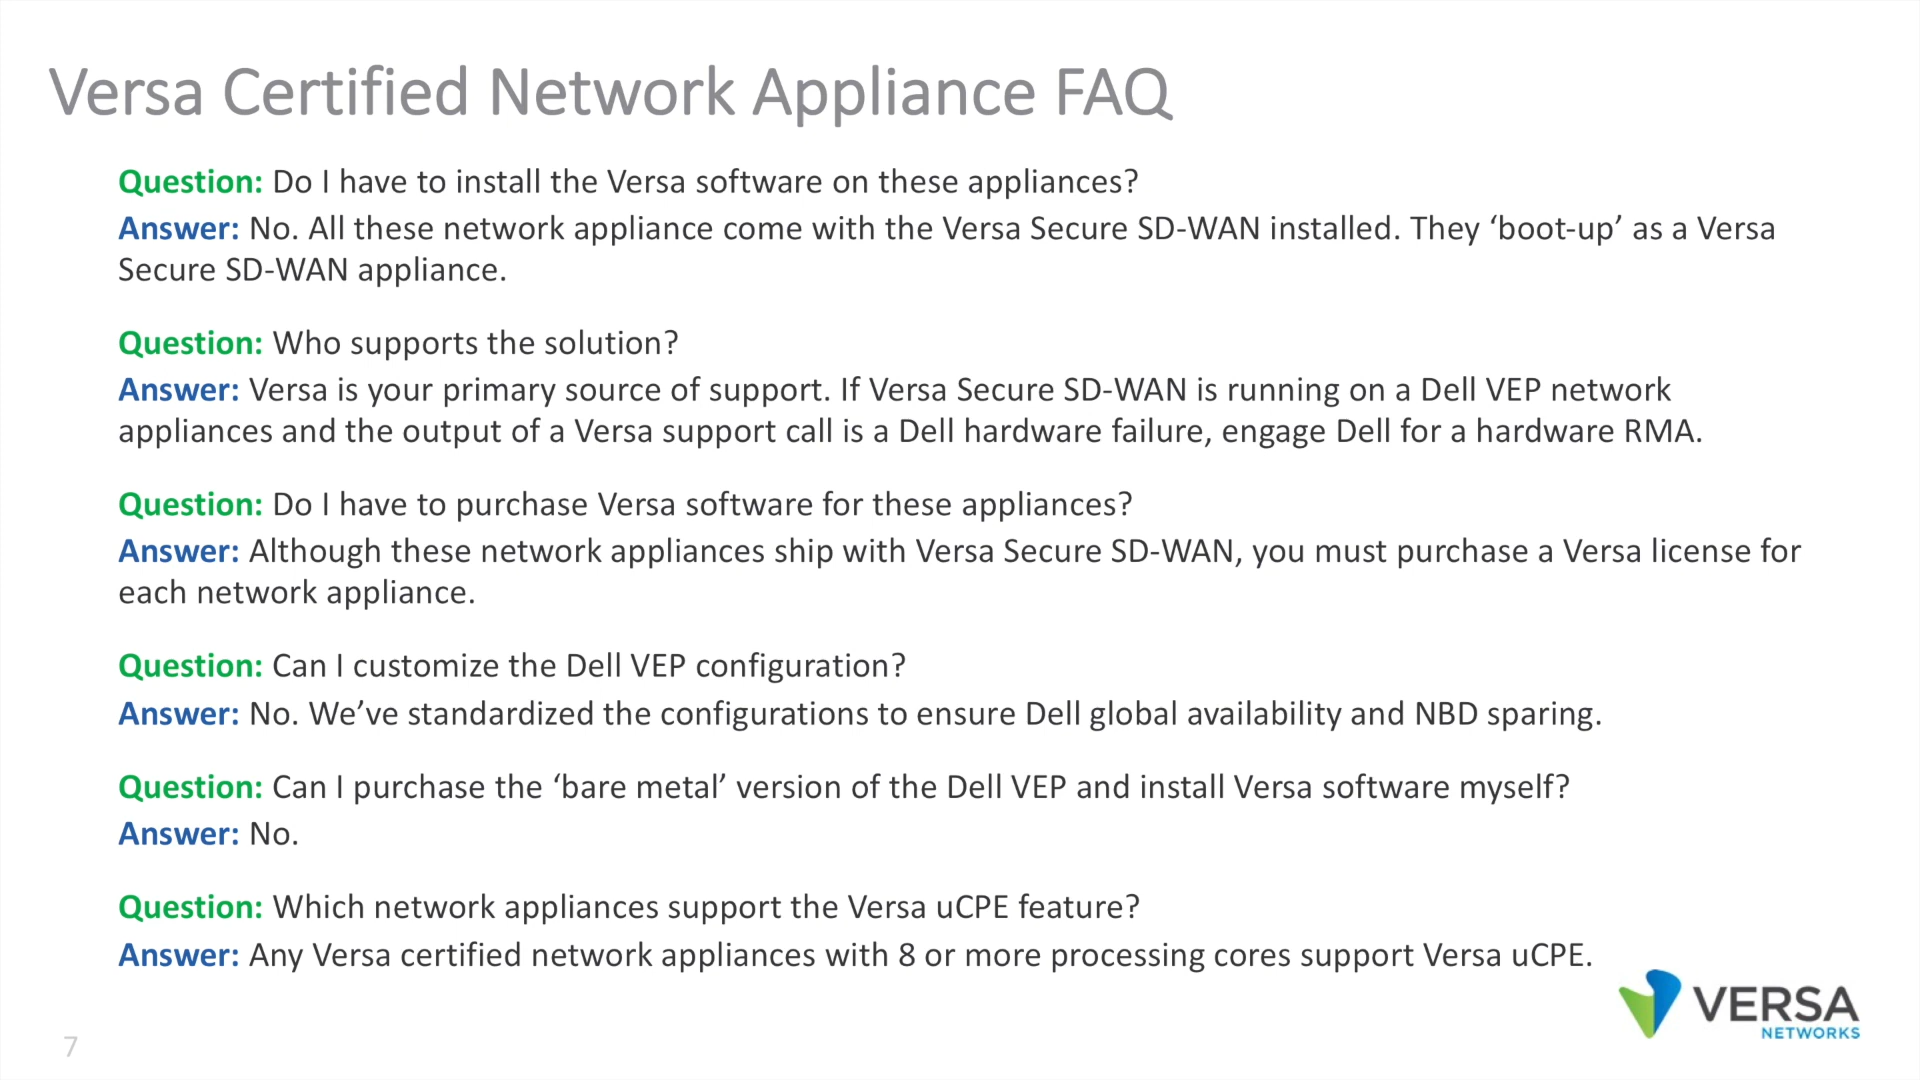 Versa Certified Network Appliance FAQ
Question: Do I have to install the Versa software on these appliances?
Answer: No. All these network appliance come with the Versa Secure SD-WAN installed. They ‘boot-up’ as a Versa
Secure SD-WAN appliance.
Question: Who supports the solution?
Answer: Versa is your primary source of support. If Versa Secure SD-WAN is running on a Dell VEP network
appliances and the output of a Versa support call is a Dell hardware failure, engage Dell for a hardware RMA.
Question: Do I have to purchase Versa software for these appliances?
Answer: Although these network appliances ship with Versa Secure SD-WAN, you must purchase a Versa license for
each network appliance.
Question: Can I customize the Dell VEP configuration?
Answer: No. We’ve standardized the configurations to ensure Dell global availability and NBD sparing.
Question: Can I purchase the ‘bare metal’ version of the Dell VEP and install Versa software myself?
Answer: No.
Question: Which network appliances support the Versa uCPE feature?
Answer: Any Versa certified network appliances with 8 or more processing cores support Versa uCPE.
VERSA
NETWORKS
7